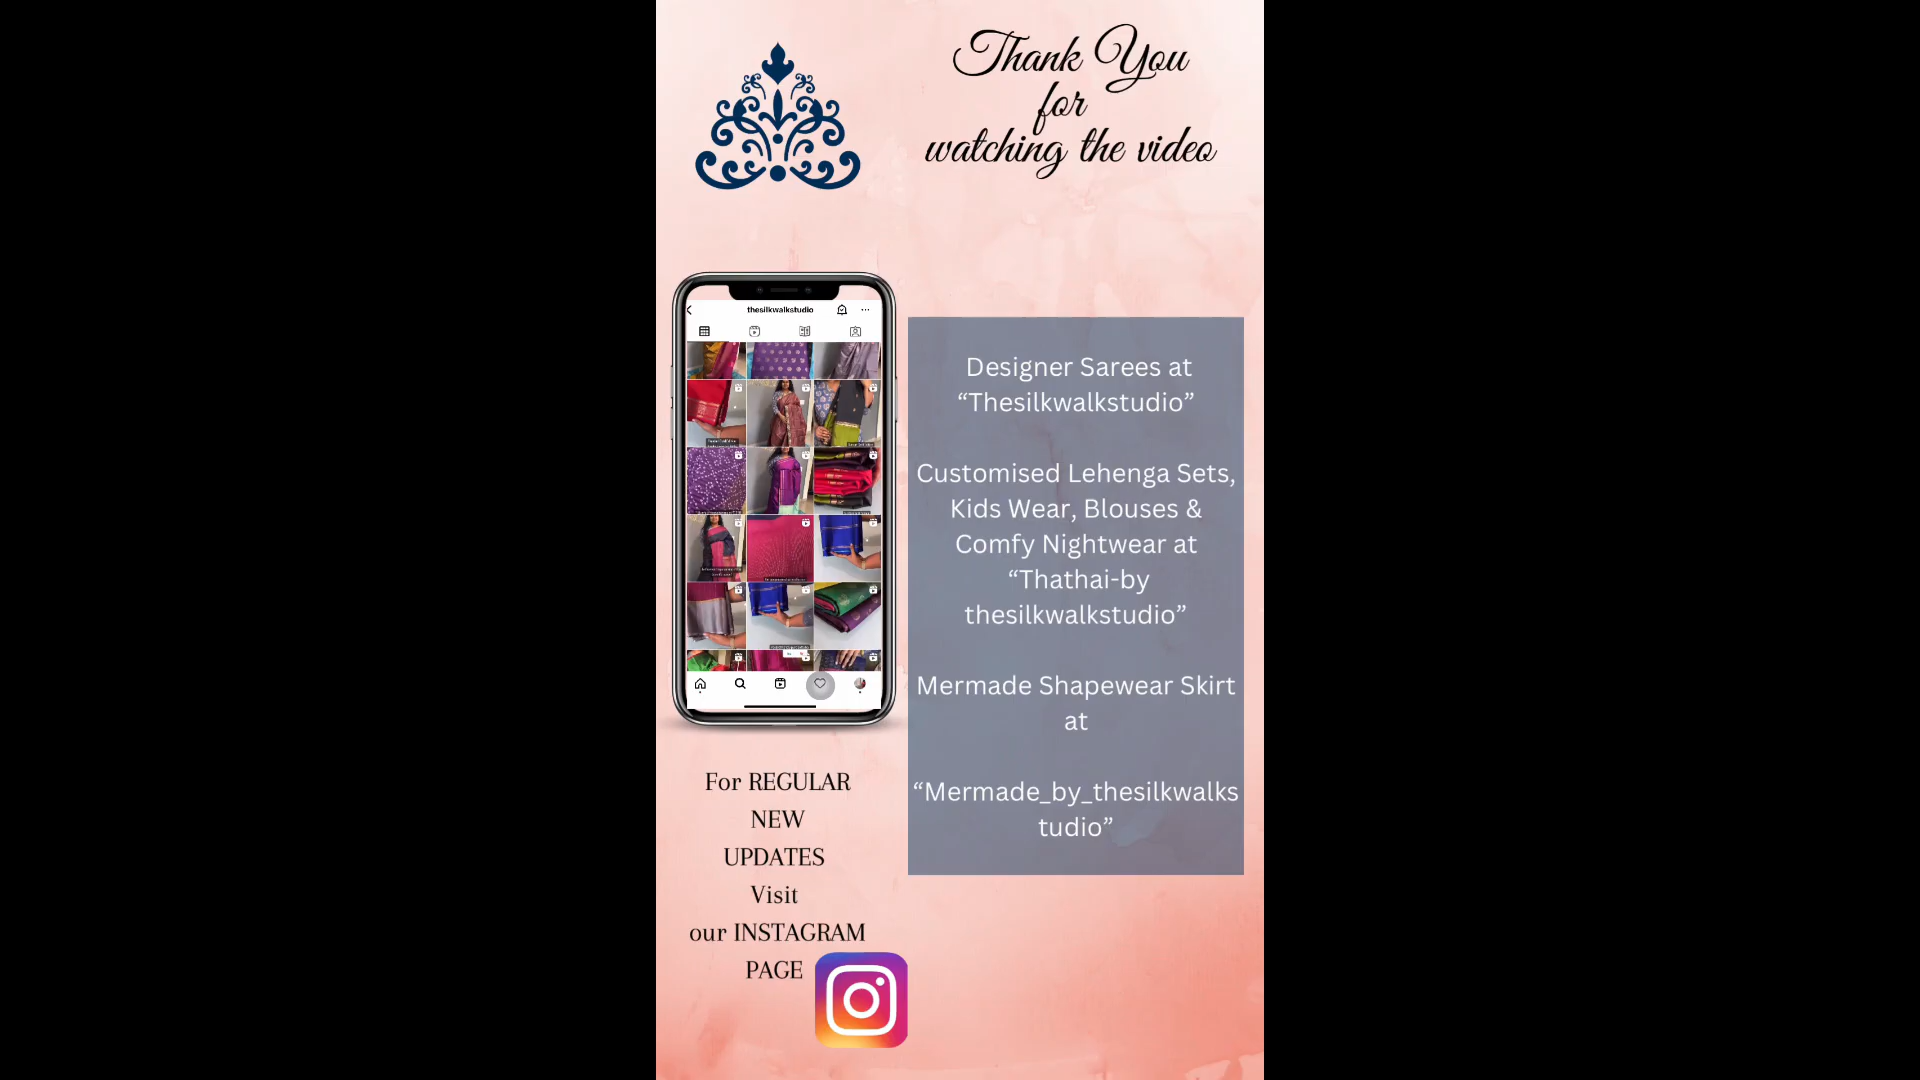 Thank You
for
watching the video
thesilkwalkstudio
Designer Sarees at
“Thesilkwalkstudio”
Customised Lehenga Sets,
Kids Wear, Blouses &
Comfy Nightwear at
“Thathai-by
thesilkwalkstudio”
Mermade Shapewear Skirt
at
“Mermade_by_thesilkwalks
tudio”
For REGULAR
NEW
UPDATES
Visit
our INSTAGRAM
PAGE